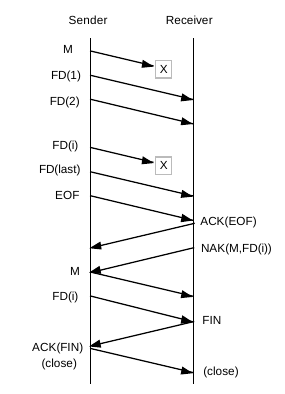 Sender Receiver
M
X
FD(1)
FD(2)
FD(i)
X
FD(last)
EOF
ACK(EOF)
NAK(M,FD(i))
M
FD(i)
FIN
ACK(FIN)
(close)
(close)